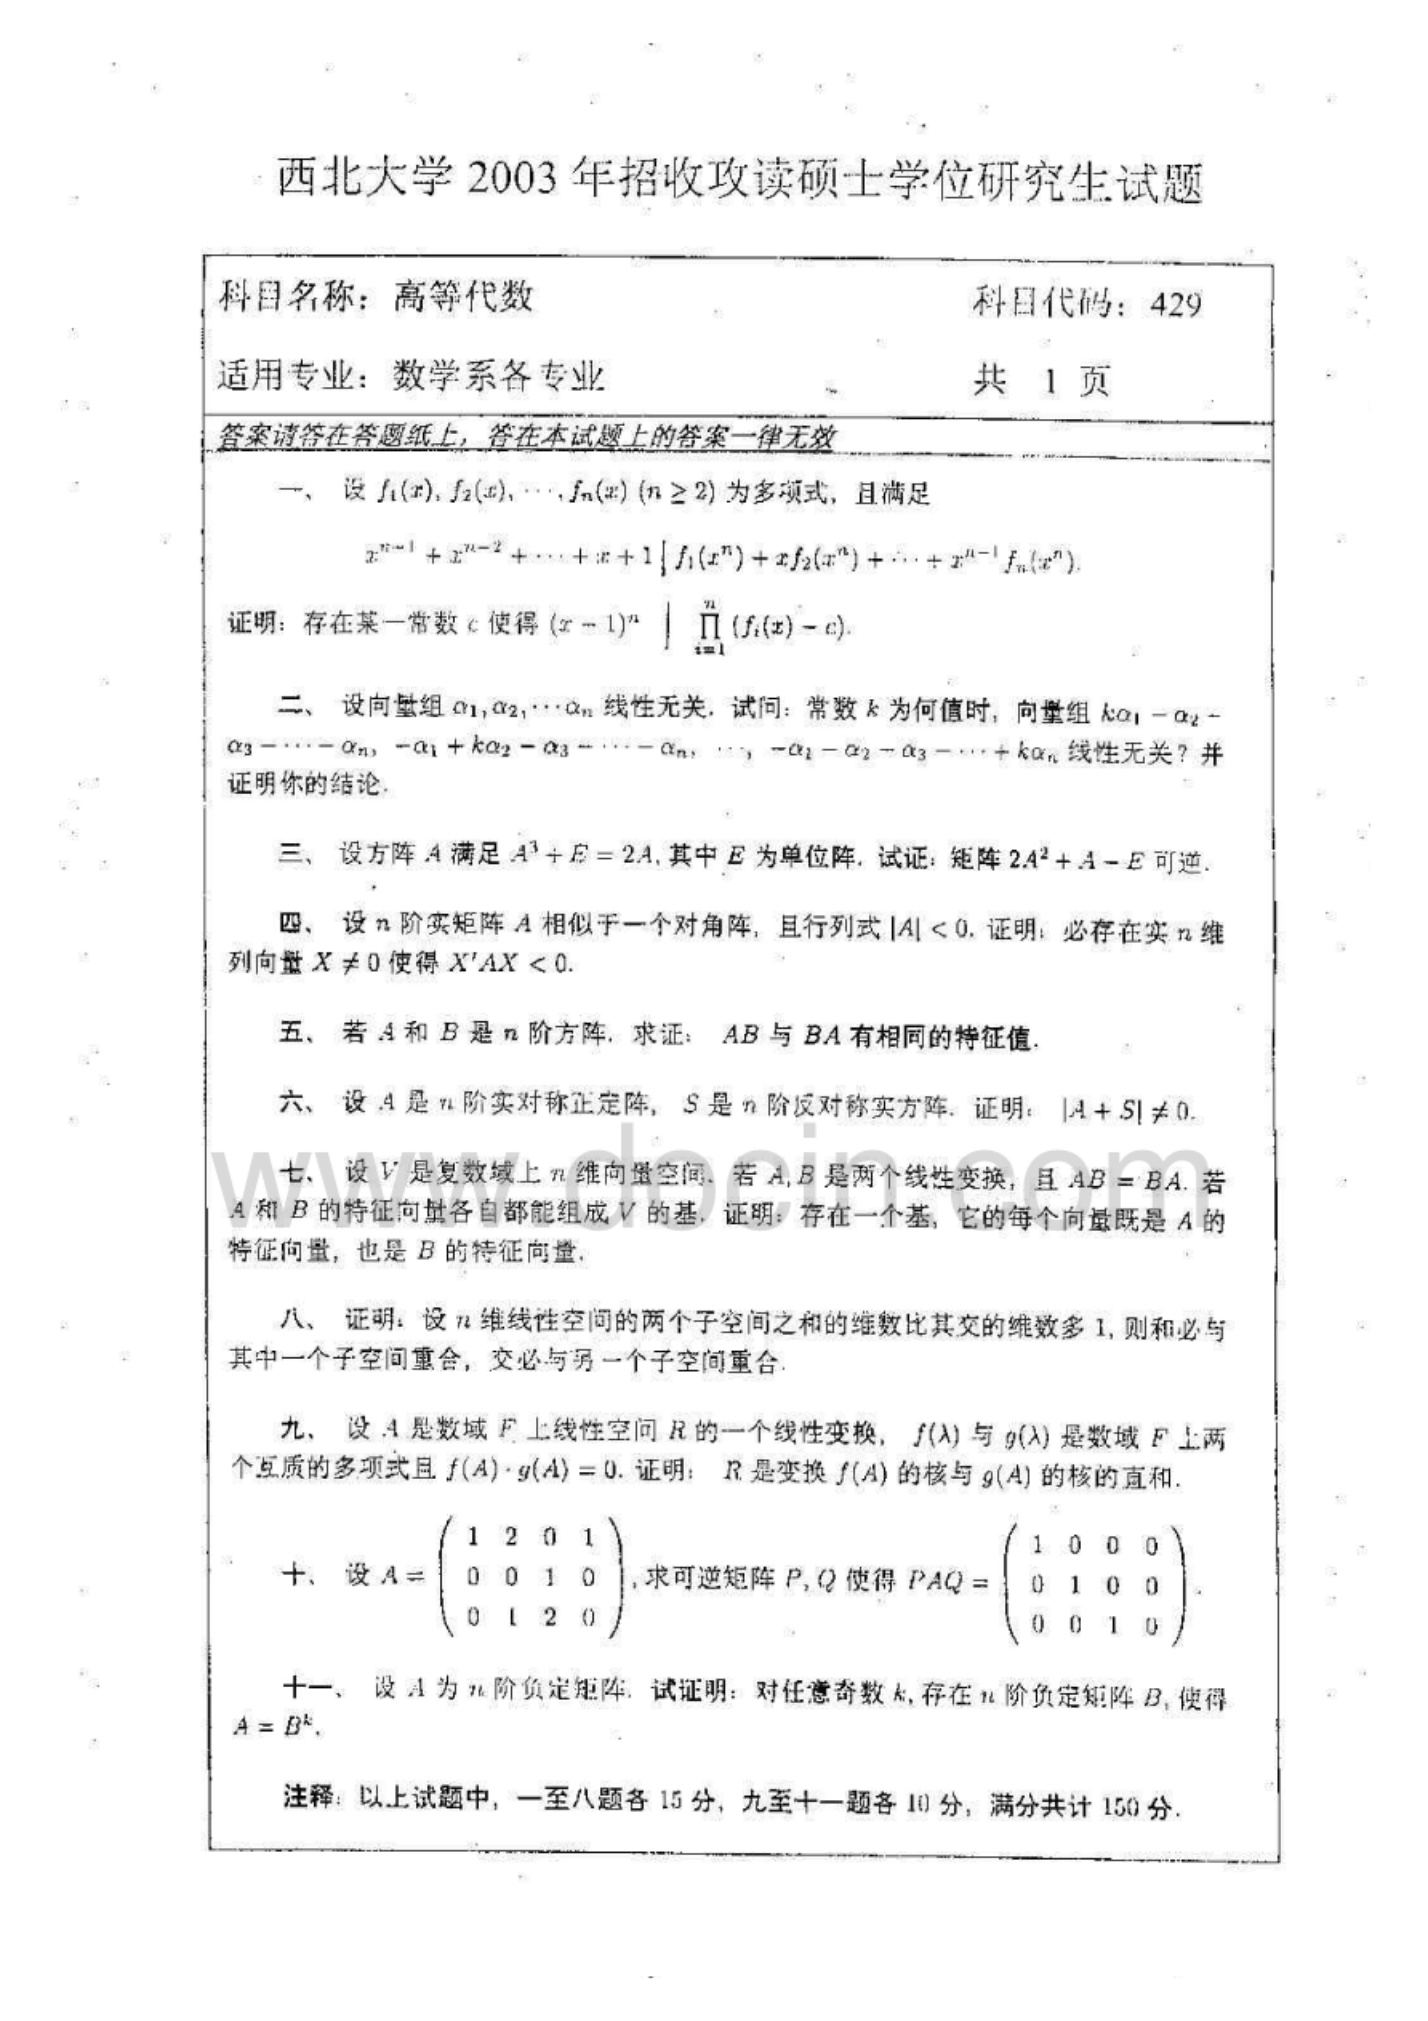 西北大学 2003 年招收攻读硕士学位研究生试题
科目名称：高等代数 科目代码：429
适用专业：数学系各专业 共 1 页
答案请答在答题纸上，答在本试题上的答案一律无效
一、 设 f₁(x), f₂(x), ⋯, fₙ(x) (n ≥ 2) 为多项式，且满足
xⁿ⁻¹ + xⁿ⁻² + ⋯ + x + 1 | f₁(xⁿ) + xf₂(xⁿ) + ⋯ + xⁿ⁻¹fₙ(xⁿ).
证明：存在某一常数 c 使得 (x − 1)ⁿ | ∏ⁿᵢ₌₁ (fᵢ(x) − c).
二、 设向量组 α₁, α₂, ⋯αₙ 线性无关. 试问：常数 k 为何值时，向量组 kα₁ − α₂ −
α₃ − ⋯ − αₙ, −α₁ + kα₂ − α₃ − ⋯ − αₙ, ⋯, −α₁ − α₂ − α₃ − ⋯ + kαₙ 线性无关？并
证明你的结论.
三、 设方阵 A 满足 A³ + E = 2A, 其中 E 为单位阵. 试证：矩阵 2A² + A − E 可逆.
四、 设 n 阶实矩阵 A 相似于一个对角阵，且行列式 |A| < 0. 证明：必存在实 n 维
列向量 X ≠ 0 使得 X′AX < 0.
五、 若 A 和 B 是 n 阶方阵. 求证： AB 与 BA 有相同的特征值.
六、 设 A 是 n 阶实对称正定阵， S 是 n 阶反对称实方阵. 证明： |A + S| ≠ 0.
www.docin.com
七、 设 V 是复数域上 n 维向量空间. 若 A, B 是两个线性变换，且 AB = BA. 若
A 和 B 的特征向量各自都能组成 V 的基. 证明：存在一个基，它的每个向量既是 A 的
特征向量，也是 B 的特征向量.
八、 证明：设 n 维线性空间的两个子空间之和的维数比其交的维数多 1, 则和必与
其中一个子空间重合，交必与另一个子空间重合.
九、 设 A 是数域 F 上线性空间 R 的一个线性变换， f(λ) 与 g(λ) 是数域 F 上两
个互质的多项式且 f(A) · g(A) = 0. 证明： R 是变换 f(A) 的核与 g(A) 的核的直和.
十、 设 A = ( 1 2 0 1 ; 0 0 1 0 ; 0 1 2 0 ), 求可逆矩阵 P, Q 使得 PAQ = ( 1 0 0 0 ; 0 1 0 0 ; 0 0 1 0 ).
十一、 设 A 为 n 阶负定矩阵. 试证明：对任意奇数 k, 存在 n 阶负定矩阵 B, 使得
A = Bᵏ.
注释：以上试题中，一至八题各 15 分，九至十一题各 10 分，满分共计 150 分.